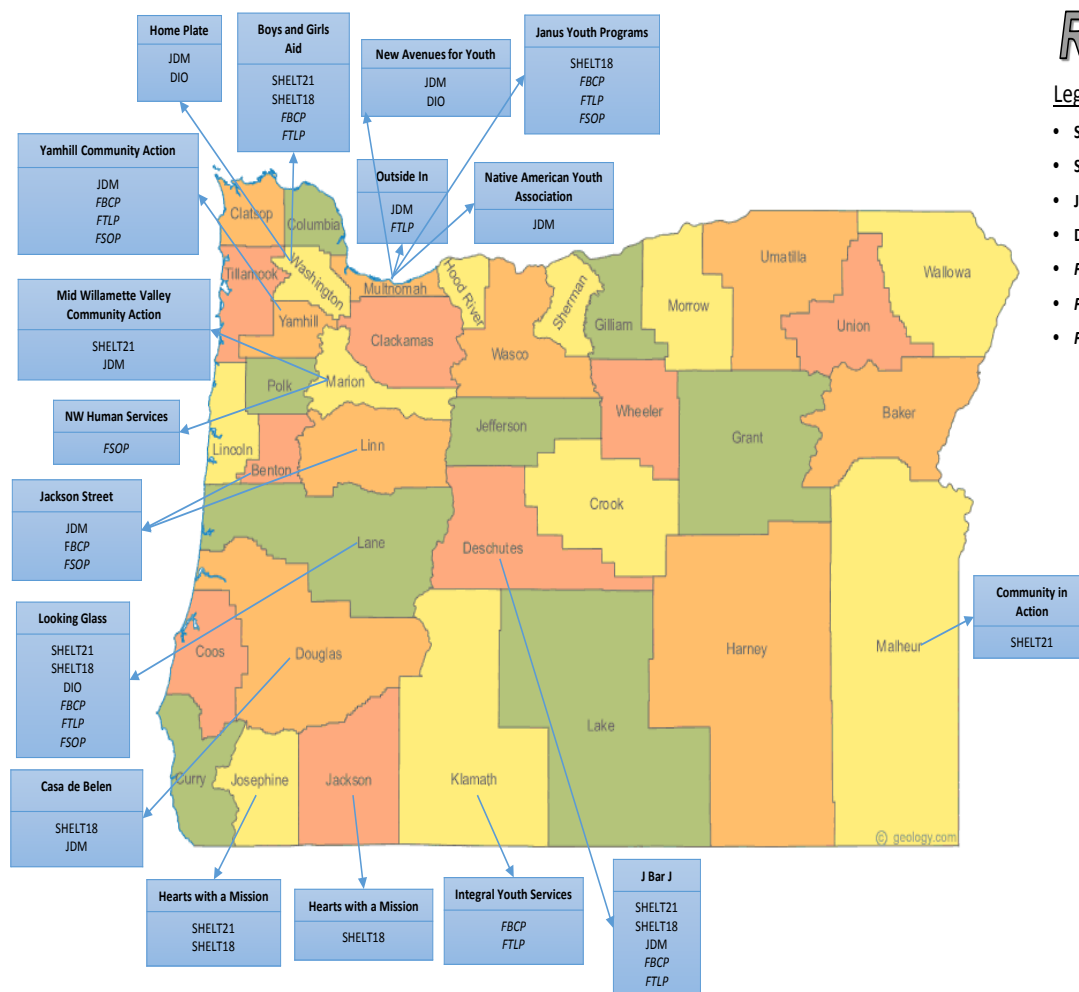 Home Plate
JDM
DIO
Boys and Girls
Aid
SHELT21
SHELT18
FBCP
FTLP
New Avenues for Youth
JDM
DIO
Janus Youth Programs
SHELT18
FBCP
FTLP
FSOP
Yamhill Community Action
JDM
FBCP
FTLP
FSOP
Outside In
JDM
FTLP
Native American Youth
Association
JDM
Mid Willamette Valley
Community Action
SHELT21
JDM
NW Human Services
FSOP
Jackson Street
JDM
FBCP
FSOP
Looking Glass
SHELT21
SHELT18
DIO
FBCP
FTLP
FSOP
Casa de Belen
SHELT18
JDM
Hearts with a Mission
SHELT21
SHELT18
Hearts with a Mission
SHELT18
Integral Youth Services
FBCP
FTLP
J Bar J
SHELT21
SHELT18
JDM
FBCP
FTLP
Community in
Action
SHELT21
Clatsop
Columbia
Tillamook
Washington
Multnomah
Hood River
Sherman
Gilliam
Morrow
Umatilla
Wallowa
Union
Yamhill
Clackamas
Wasco
Polk
Marion
Wheeler
Baker
Jefferson
Grant
Lincoln
Linn
Benton
Crook
Lane
Deschutes
Coos
Douglas
Harney
Malheur
Lake
Curry
Josephine
Jackson
Klamath
© geology.com
R
Leg
• S
• S
• J
• D
• F
• F
• F